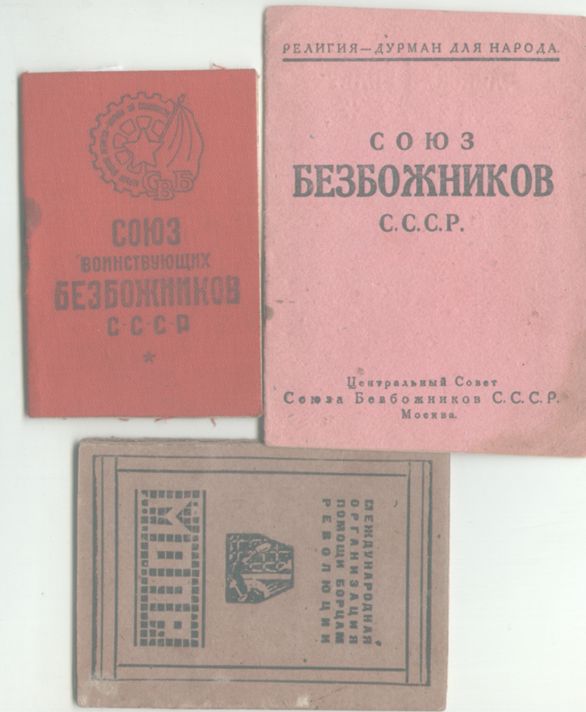 СВБ
СОЮЗ
ВОИНСТВУЮЩИХ
БЕЗБОЖНИКОВ
С·С·С·Р
РЕЛИГИЯ—ДУРМАН ДЛЯ НАРОДА.
СОЮЗ
БЕЗБОЖНИКОВ
С.С.С.Р.
Центральный Совет
Союза Безбожников С.С.С.Р.
Москва.
МОПР
МЕЖДУНАРОДНАЯ
ОРГАНИЗАЦИЯ
ПОМОЩИ БОРЦАМ
РЕВОЛЮЦИИ